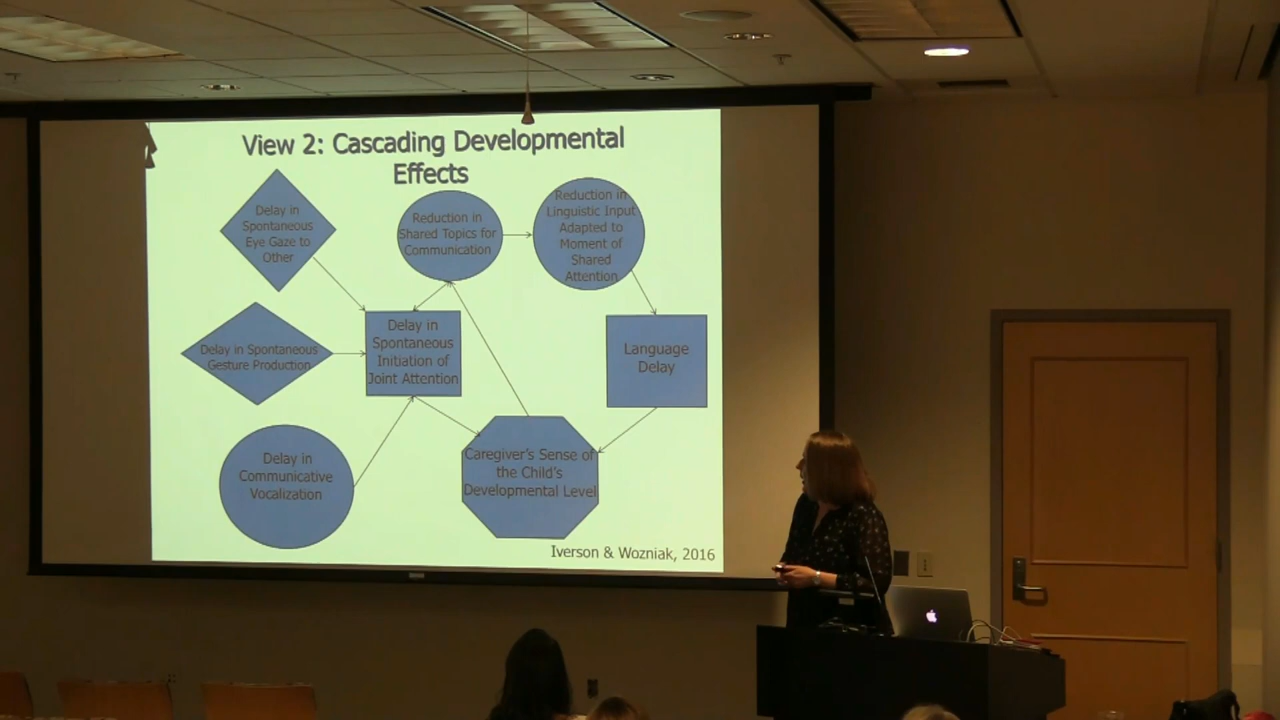 View 2: Cascading Developmental
Effects
Delay in
Spontaneous
Eye Gaze to
Other
Reduction in
Shared Topics for
Communication
Reduction in
Linguistic Input
Adapted to
Moment of
Shared
Attention
Delay in Spontaneous
Gesture Production
Delay in
Spontaneous
Initiation of
Joint Attention
Language
Delay
Delay in
Communicative
Vocalization
Caregiver's Sense of
the Child's
Developmental Level
Iverson & Wozniak, 2016